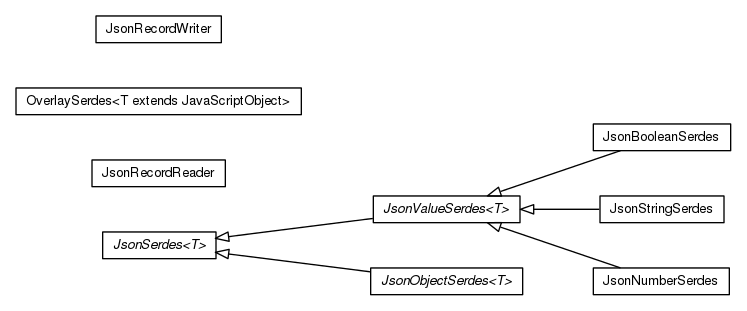 JsonRecordWriter
OverlaySerdes<T extends JavaScriptObject>
JsonBooleanSerdes
JsonRecordReader
JsonValueSerdes<T>
JsonStringSerdes
JsonSerdes<T>
JsonObjectSerdes<T>
JsonNumberSerdes